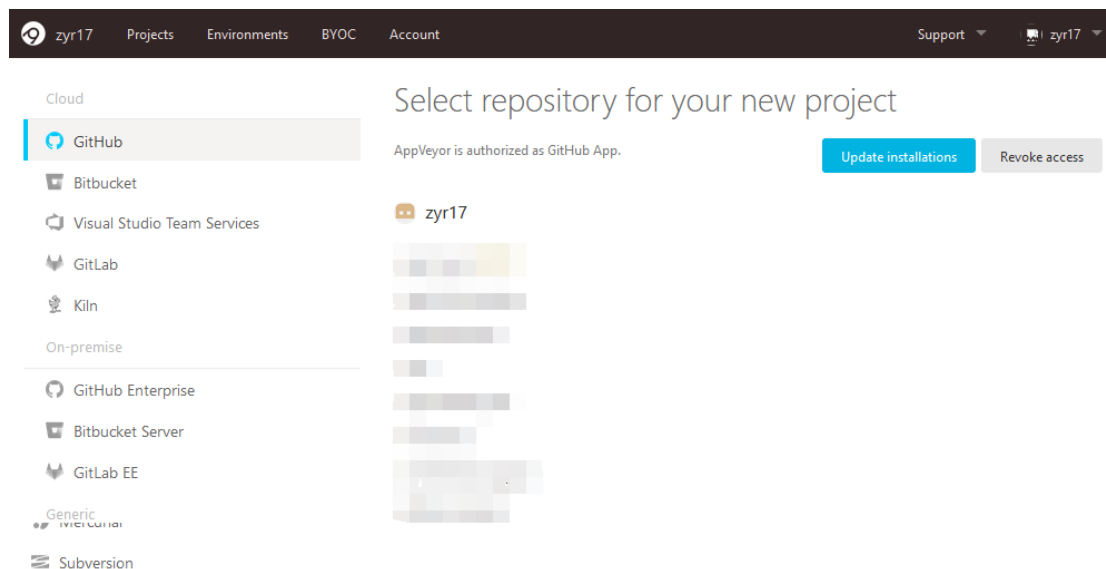 zyr17 Projects Environments BYOC Account Support zyr17
Cloud
GitHub
Bitbucket
Visual Studio Team Services
GitLab
Kiln
On-premise
GitHub Enterprise
Bitbucket Server
GitLab EE
Generic
Subversion
Select repository for your new project
AppVeyor is authorized as GitHub App.
Update installations Revoke access
zyr17